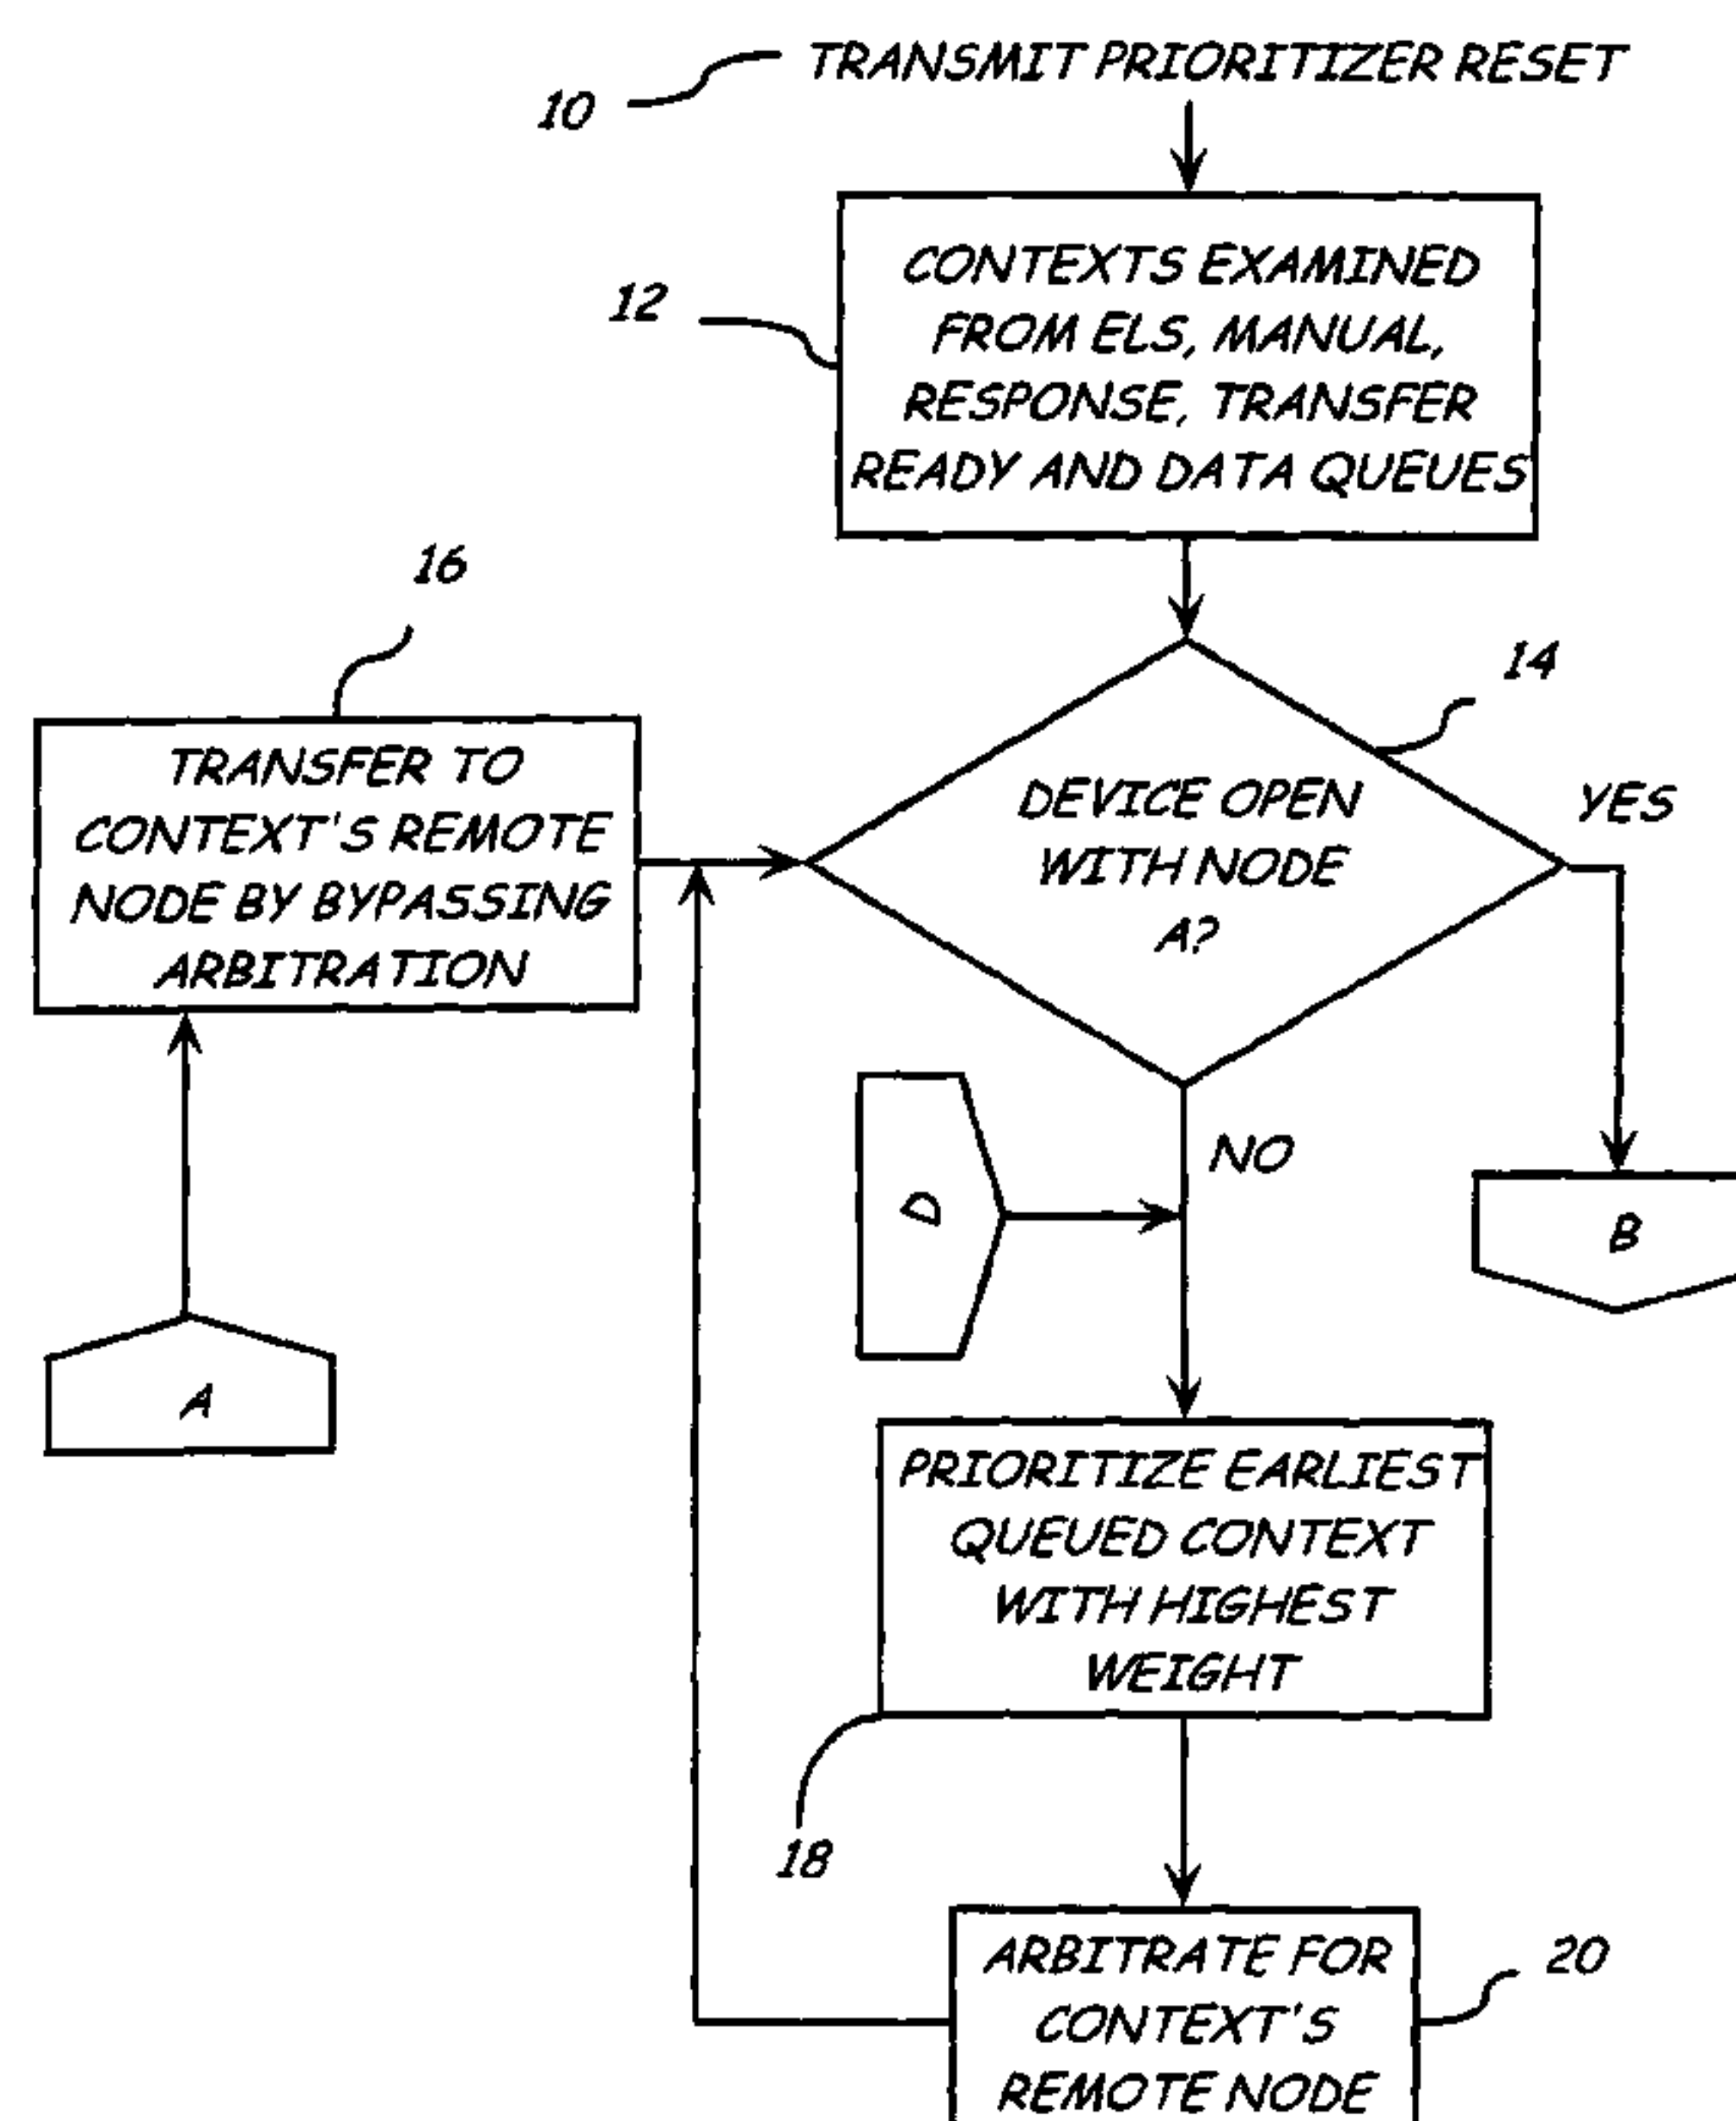 TRANSMIT PRIORITIZER RESET
10
CONTEXTS EXAMINED
FROM ELS, MANUAL,
RESPONSE, TRANSFER
READY AND DATA QUEUES
12
16
14
TRANSFER TO
CONTEXT'S REMOTE
NODE BY BYPASSING
ARBITRATION
DEVICE OPEN
WITH NODE
A?
YES
NO
D
B
A
PRIORITIZE EARLIEST
QUEUED CONTEXT
WITH HIGHEST
WEIGHT
18
ARBITRATE FOR
CONTEXT'S
REMOTE NODE
20